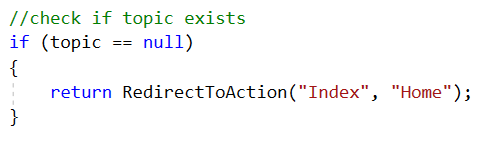 //check if topic exists
if (topic == null)
{
    return RedirectToAction("Index", "Home");
}